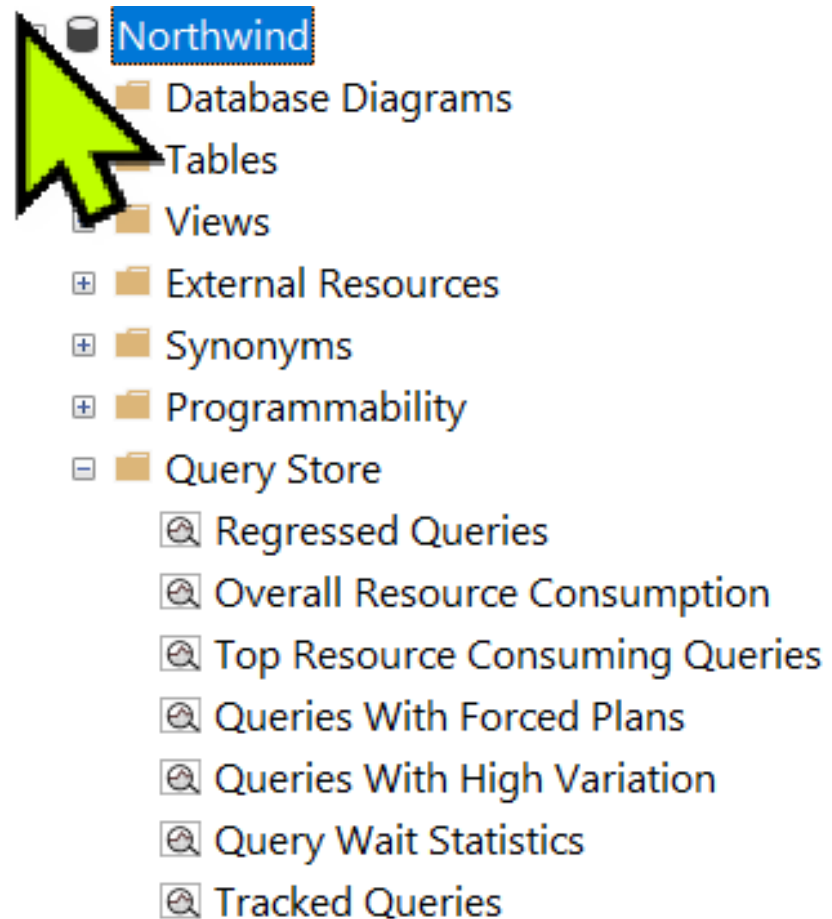 Northwind
Database Diagrams
Tables
Views
External Resources
Synonyms
Programmability
Query Store
Regressed Queries
Overall Resource Consumption
Top Resource Consuming Queries
Queries With Forced Plans
Queries With High Variation
Query Wait Statistics
Tracked Queries